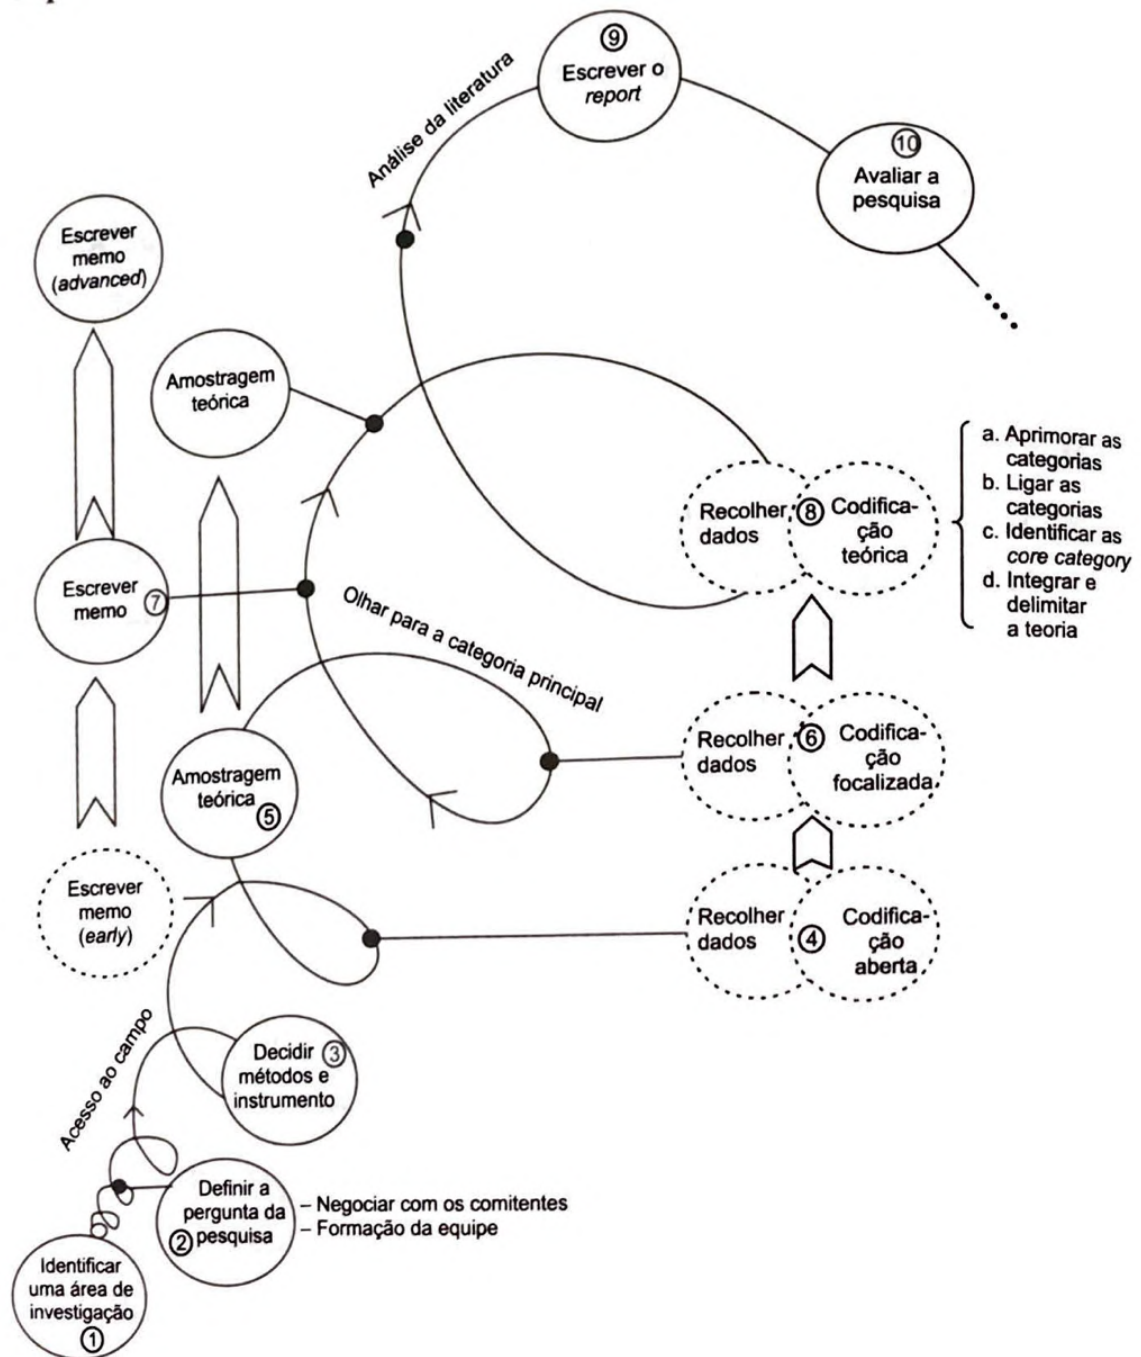 ⑨
Escrever o
report
Análise da literatura
⑩
Avaliar a
pesquisa
Escrever
memo
(advanced)
Amostragem
teórica
Recolher
dados
⑧
Codifica-
ção
teórica
a. Aprimorar as
categorias
b. Ligar as
categorias
c. Identificar as
core category
d. Integrar e
delimitar
a teoria
Escrever
memo
⑦
Olhar para a categoria principal
Recolher
dados
⑥
Codifica-
ção
focalizada
Amostragem
teórica
⑤
Escrever
memo
(early)
Recolher
dados
④
Codifica-
ção
aberta
Acesso ao campo
Decidir ③
métodos e
instrumento
Definir a
pergunta da
② pesquisa
– Negociar com os comitentes
– Formação da equipe
Identificar
uma área de
investigação
①